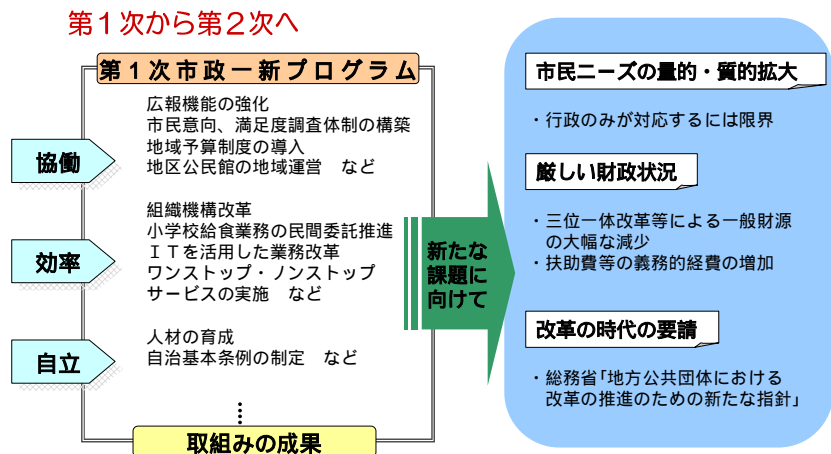 第１次から第２次へ
第１次市政一新プログラム
協働
広報機能の強化
市民意向、満足度調査体制の構築
地域予算制度の導入
地区公民館の地域運営　など
効率
組織機構改革
小学校給食業務の民間委託推進
ＩＴを活用した業務改革
ワンストップ・ノンストップ
サービスの実施　など
自立
人材の育成
自治基本条例の制定　など
…
取組みの成果
新たな
課題に
向けて
市民ニーズの量的・質的拡大
・行政のみが対応するには限界
厳しい財政状況
・三位一体改革等による一般財源
の大幅な減少
・扶助費等の義務的経費の増加
改革の時代の要請
・総務省「地方公共団体における
改革の推進のための新たな指針」